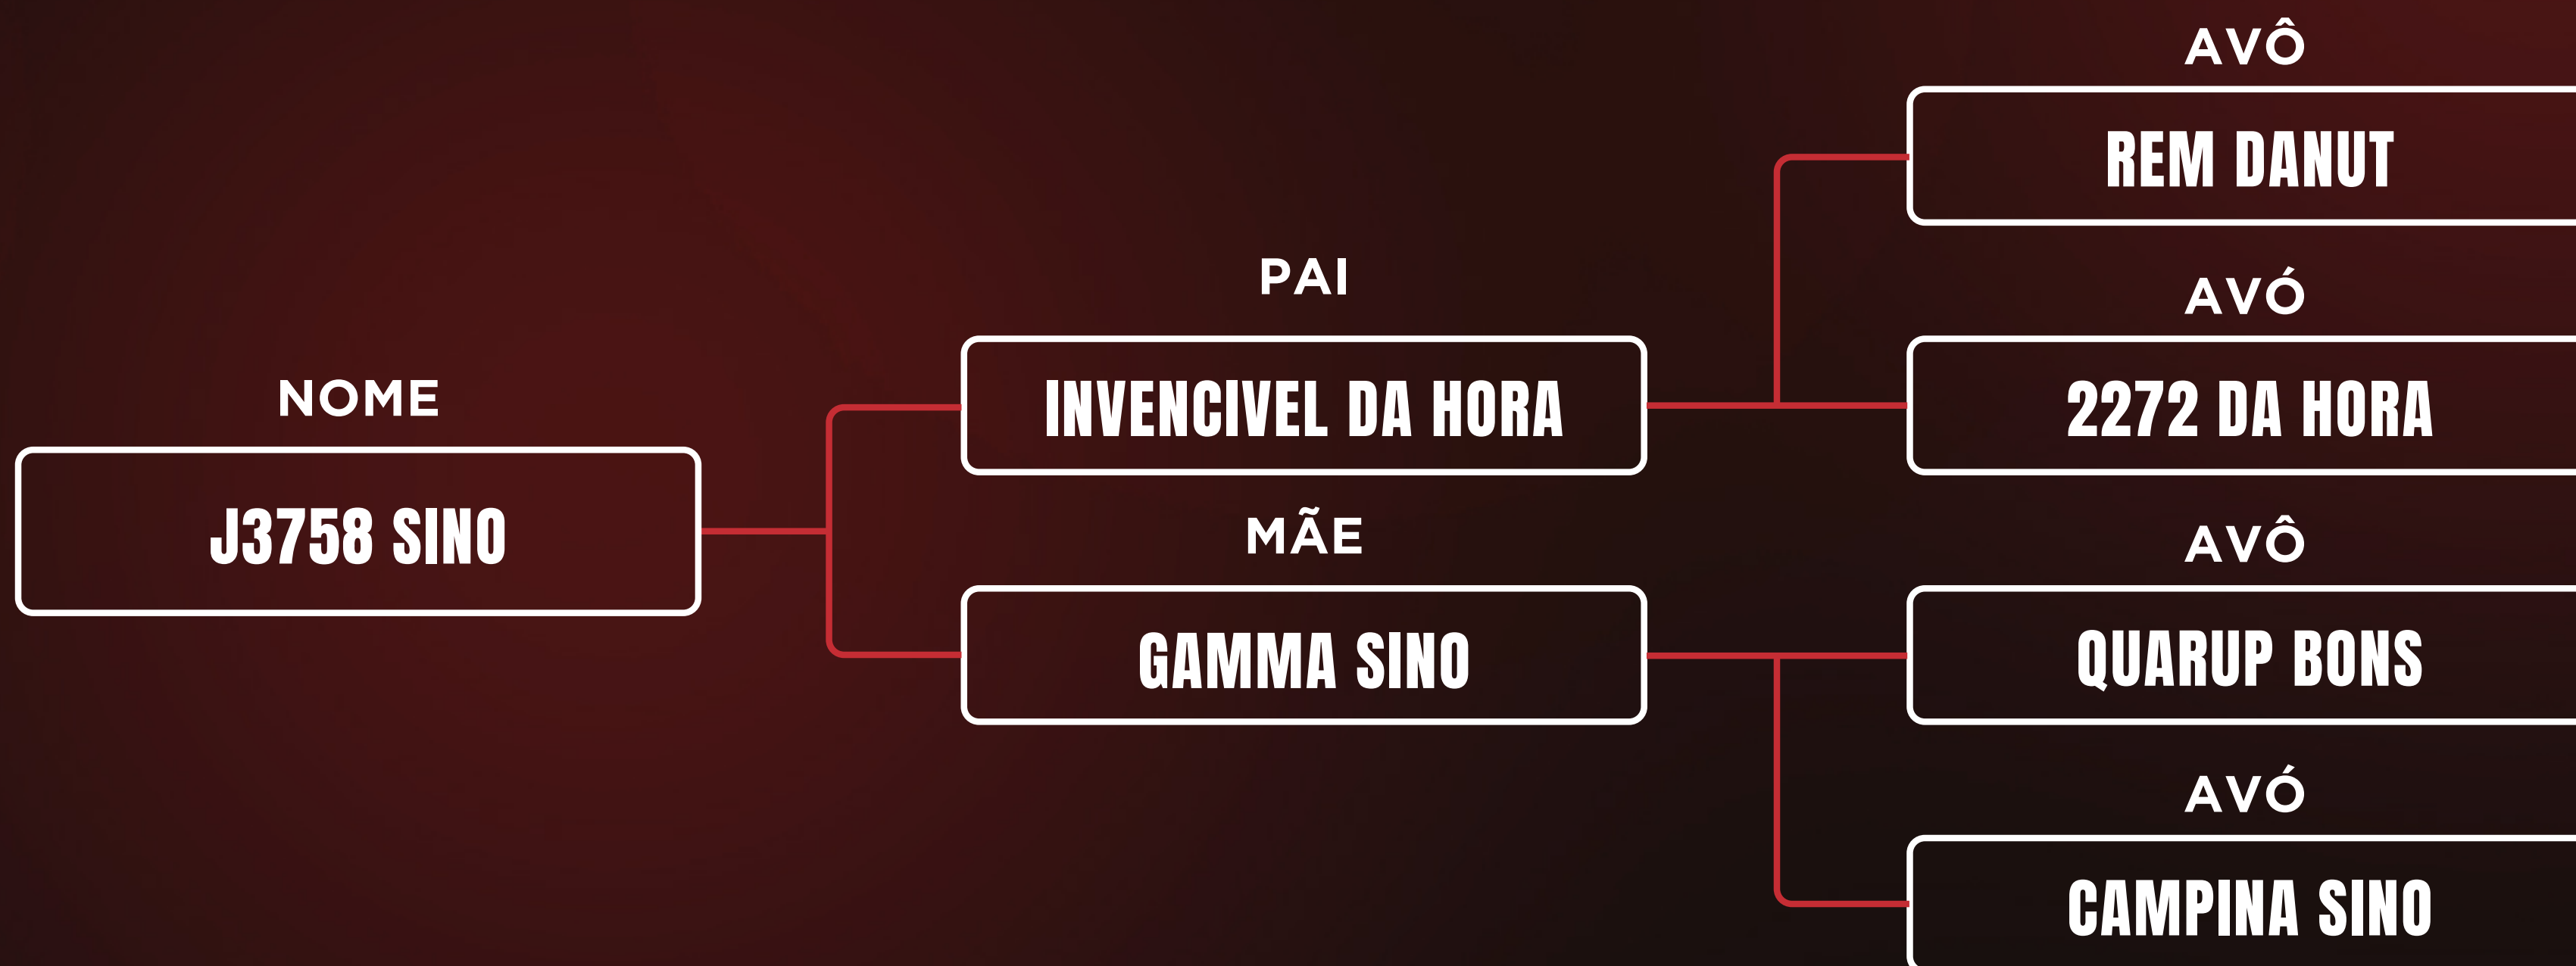 NOME
J3758 SINO
PAI
INVENCIVEL DA HORA
MÃE
GAMMA SINO
AVÔ
REM DANUT
AVÓ
2272 DA HORA
AVÔ
QUARUP BONS
AVÓ
CAMPINA SINO